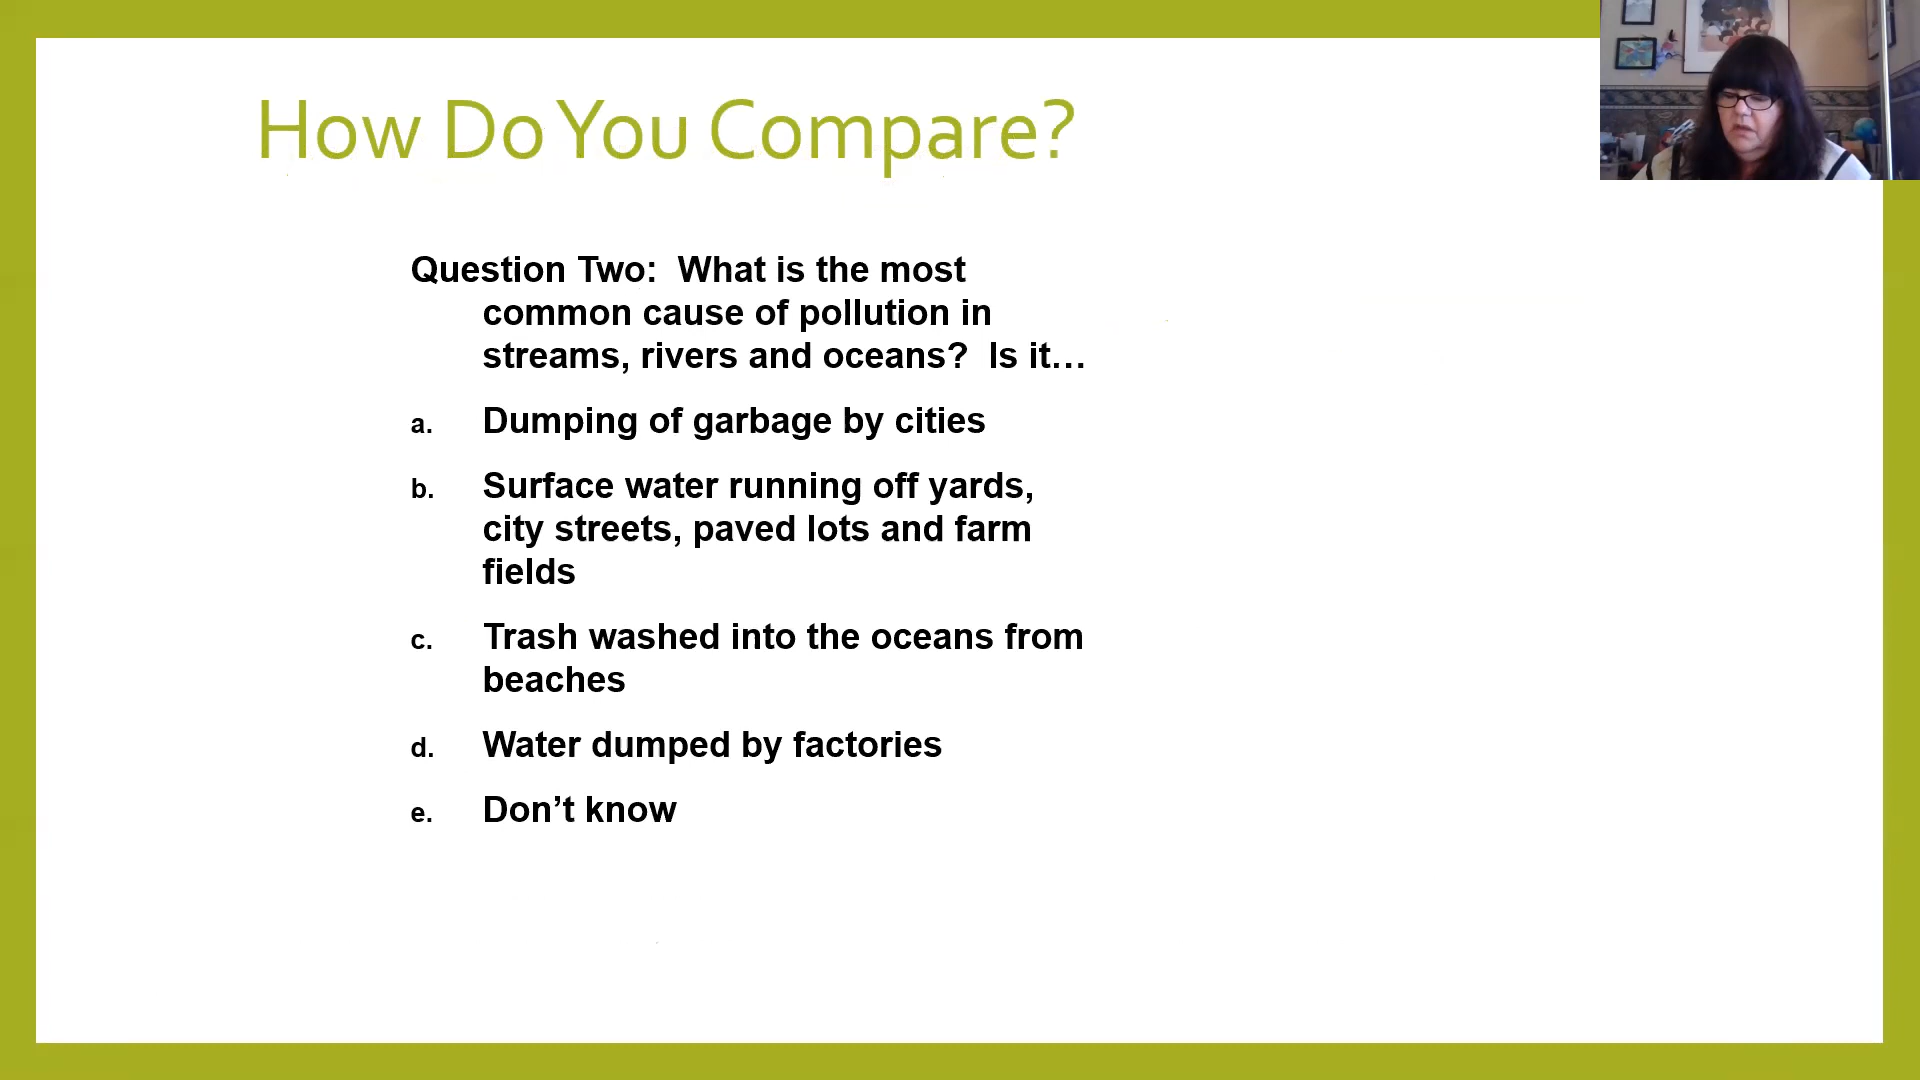 How Do You Compare?
Question Two:  What is the most
common cause of pollution in
streams, rivers and oceans?  Is it…
a. Dumping of garbage by cities
b. Surface water running off yards,
city streets, paved lots and farm
fields
c. Trash washed into the oceans from
beaches
d. Water dumped by factories
e. Don’t know